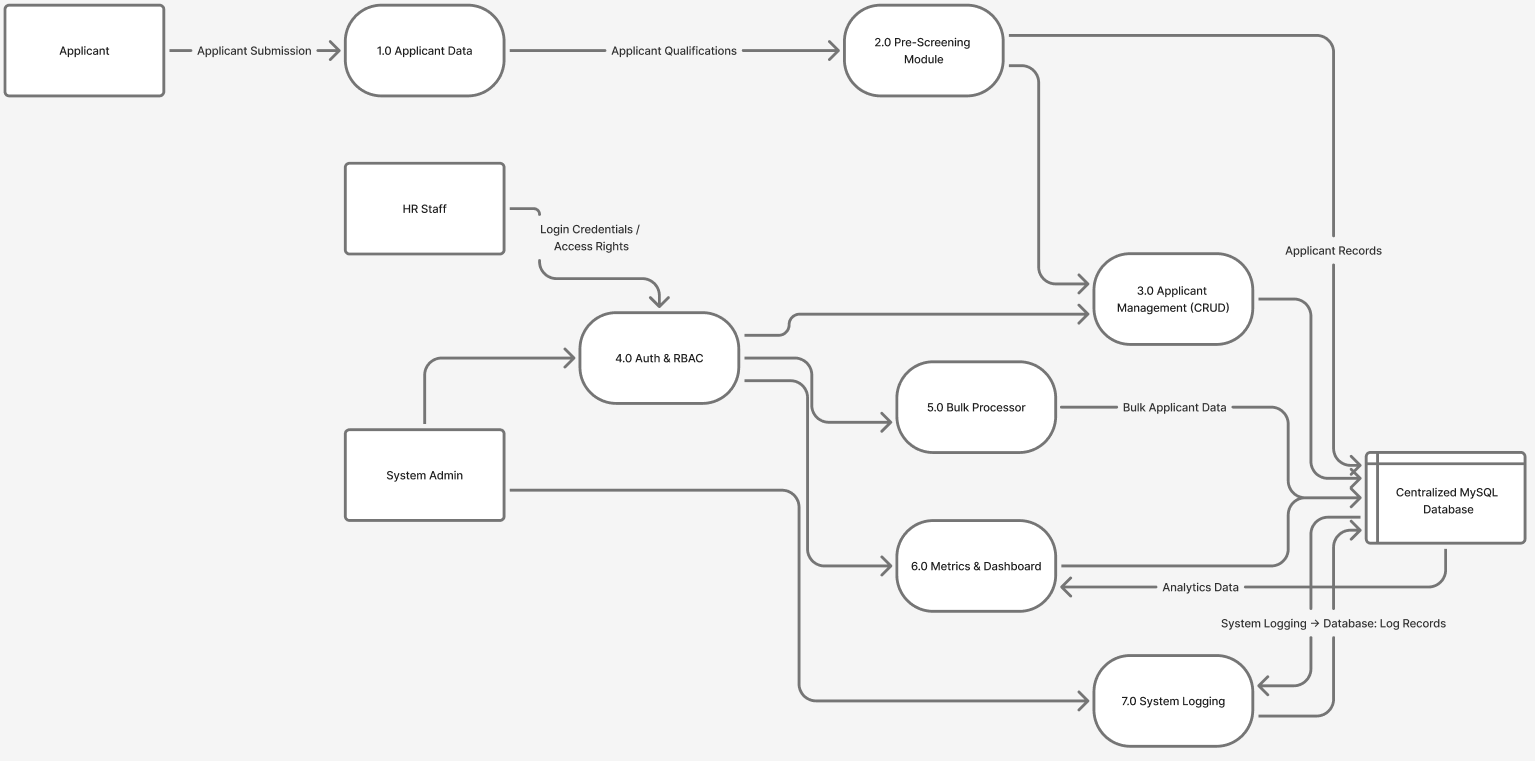 Applicant
Applicant Submission
1.0 Applicant Data
Applicant Qualifications
2.0 Pre-Screening
Module
HR Staff
Login Credentials /
Access Rights
Applicant Records
3.0 Applicant
Management (CRUD)
4.0 Auth & RBAC
5.0 Bulk Processor
Bulk Applicant Data
System Admin
Centralized MySQL
Database
6.0 Metrics & Dashboard
Analytics Data
System Logging → Database: Log Records
7.0 System Logging